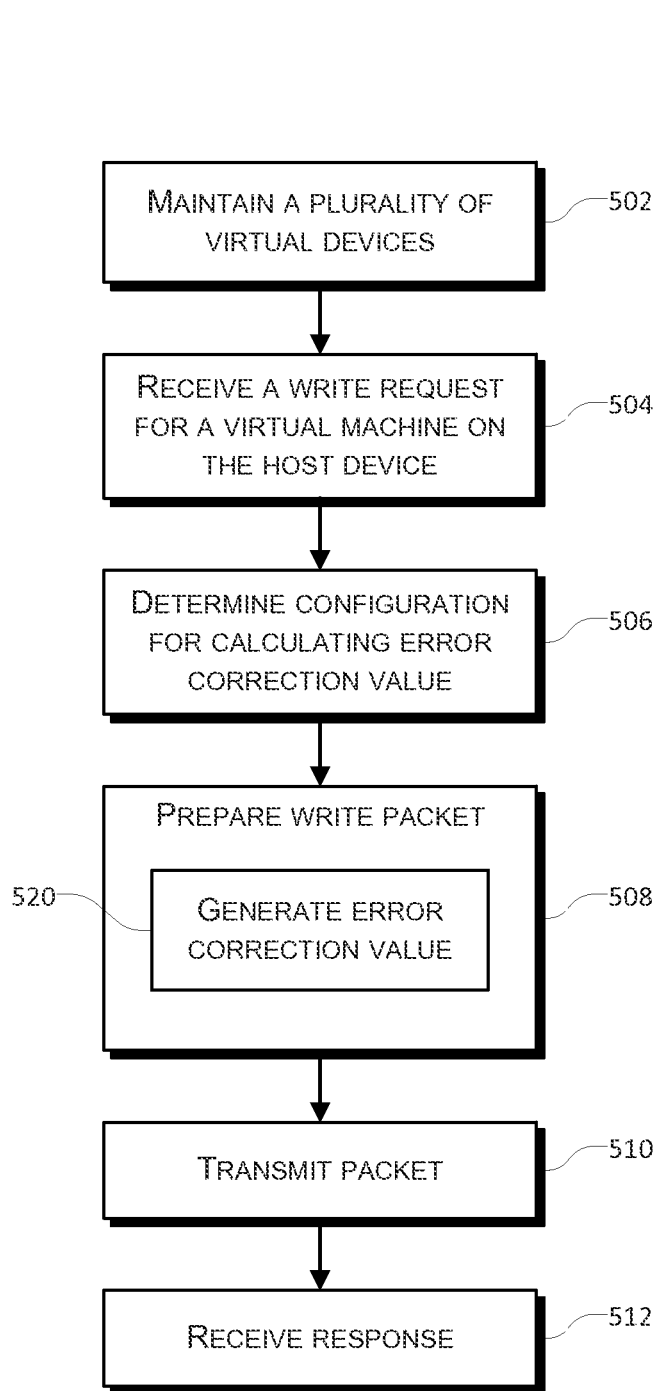 MAINTAIN A PLURALITY OF
VIRTUAL DEVICES
502
RECEIVE A WRITE REQUEST
FOR A VIRTUAL MACHINE ON
THE HOST DEVICE
504
DETERMINE CONFIGURATION
FOR CALCULATING ERROR
CORRECTION VALUE
506
PREPARE WRITE PACKET
520
GENERATE ERROR
CORRECTION VALUE
508
TRANSMIT PACKET
510
RECEIVE RESPONSE
512